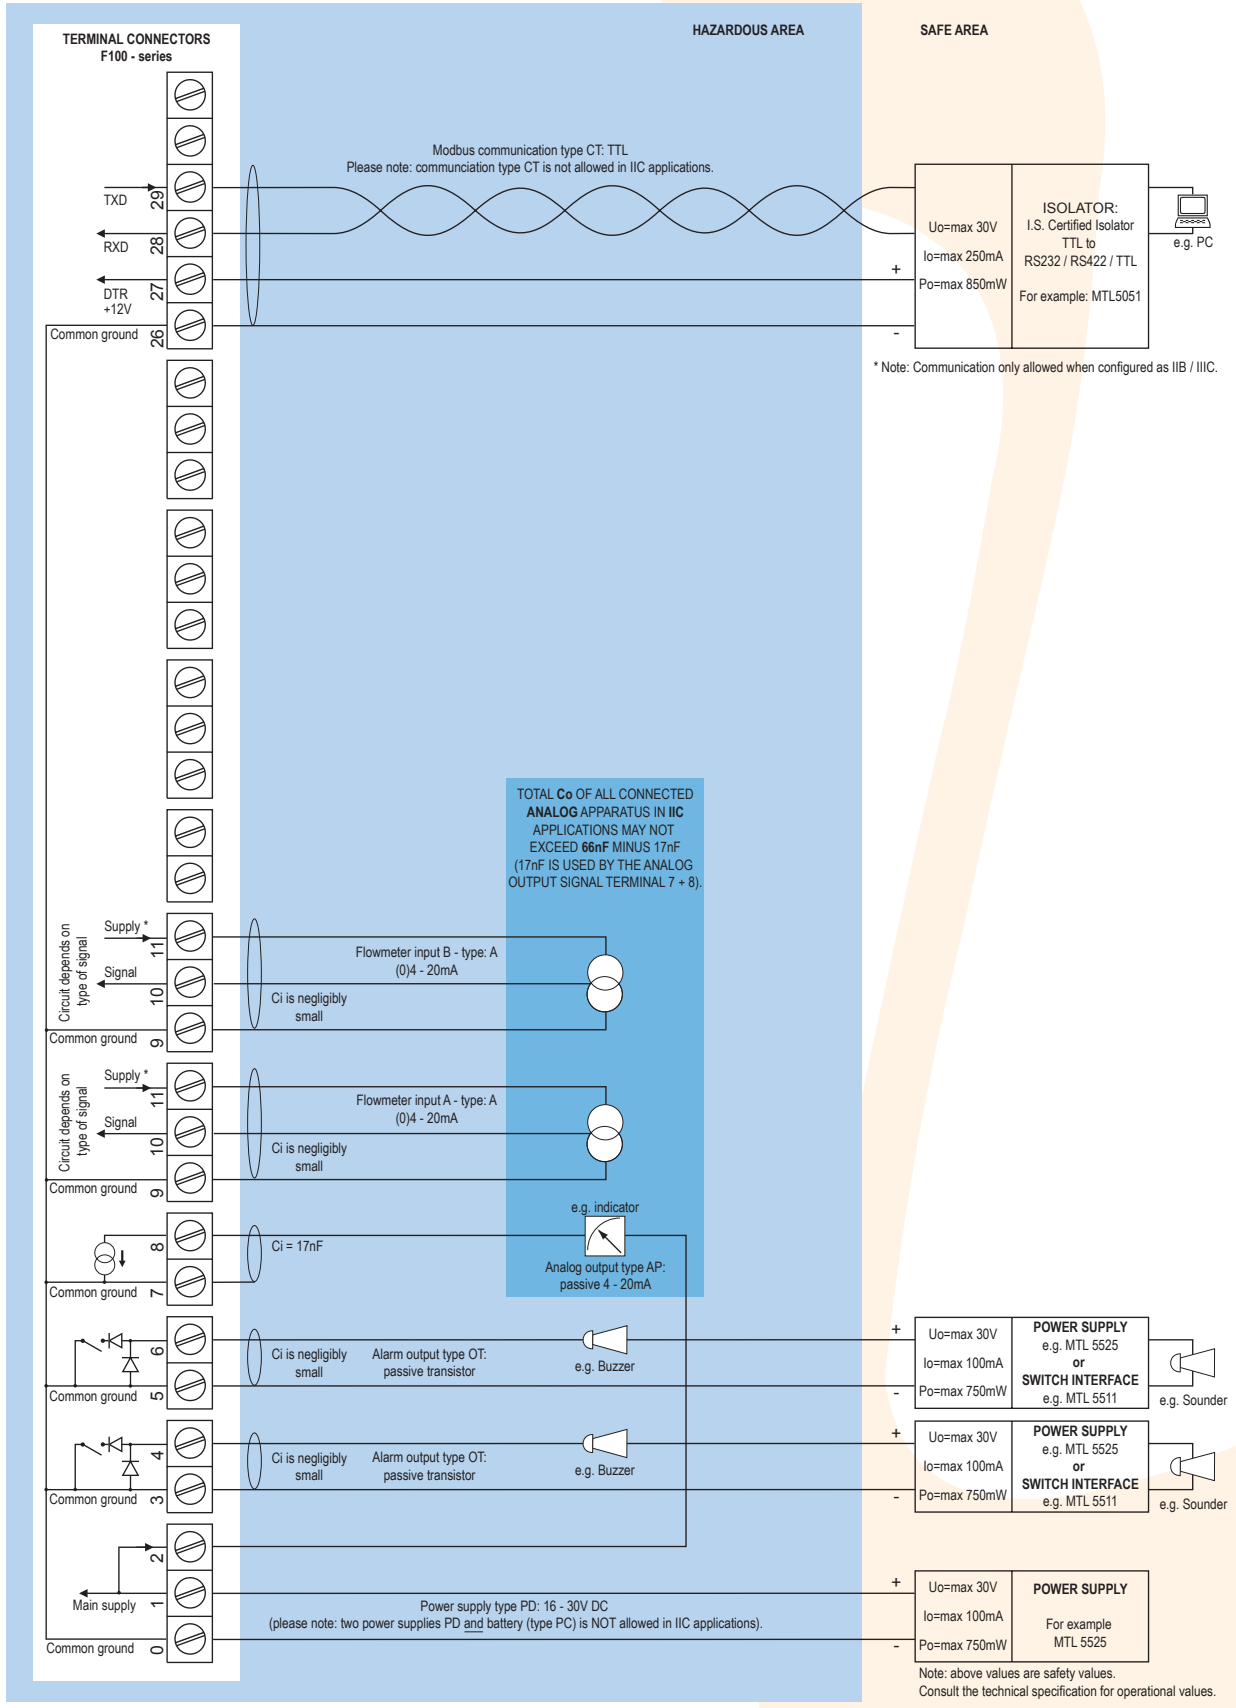 HAZARDOUS AREA
SAFE AREA
TERMINAL CONNECTORS
F100 - series
Modbus communication type CT: TTL
Please note: communciation type CT is not allowed in IIC applications.
TXD
29
RXD
28
DTR
+12V
27
Common ground
26
+
-
Uo=max 30V
Io=max 250mA
Po=max 850mW
ISOLATOR:
I.S. Certified Isolator
TTL to
RS232 / RS422 / TTL
For example: MTL5051
e.g. PC
* Note: Communication only allowed when configured as IIB / IIIC.
TOTAL Co OF ALL CONNECTED
ANALOG APPARATUS IN IIC
APPLICATIONS MAY NOT
EXCEED 66nF MINUS 17nF
(17nF IS USED BY THE ANALOG
OUTPUT SIGNAL TERMINAL 7 + 8).
Circuit depends on
type of signal
Supply *
11
Signal
10
Common ground
9
Flowmeter input B - type: A
(0)4 - 20mA
Ci is negligibly
small
Circuit depends on
type of signal
Supply *
11
Signal
10
Common ground
9
Flowmeter input A - type: A
(0)4 - 20mA
Ci is negligibly
small
8
Common ground
7
Ci = 17nF
e.g. indicator
Analog output type AP:
passive 4 - 20mA
6
Common ground
5
Ci is negligibly
small
Alarm output type OT:
passive transistor
e.g. Buzzer
+
-
Uo=max 30V
Io=max 100mA
Po=max 750mW
POWER SUPPLY
e.g. MTL 5525
or
SWITCH INTERFACE
e.g. MTL 5511
e.g. Sounder
4
Common ground
3
Ci is negligibly
small
Alarm output type OT:
passive transistor
e.g. Buzzer
+
-
Uo=max 30V
Io=max 100mA
Po=max 750mW
POWER SUPPLY
e.g. MTL 5525
or
SWITCH INTERFACE
e.g. MTL 5511
e.g. Sounder
2
Main supply
1
Common ground
0
Power supply type PD: 16 - 30V DC
(please note: two power supplies PD and battery (type PC) is NOT allowed in IIC applications).
+
-
Uo=max 30V
Io=max 100mA
Po=max 750mW
POWER SUPPLY
For example
MTL 5525
Note: above values are safety values.
Consult the technical specification for operational values.